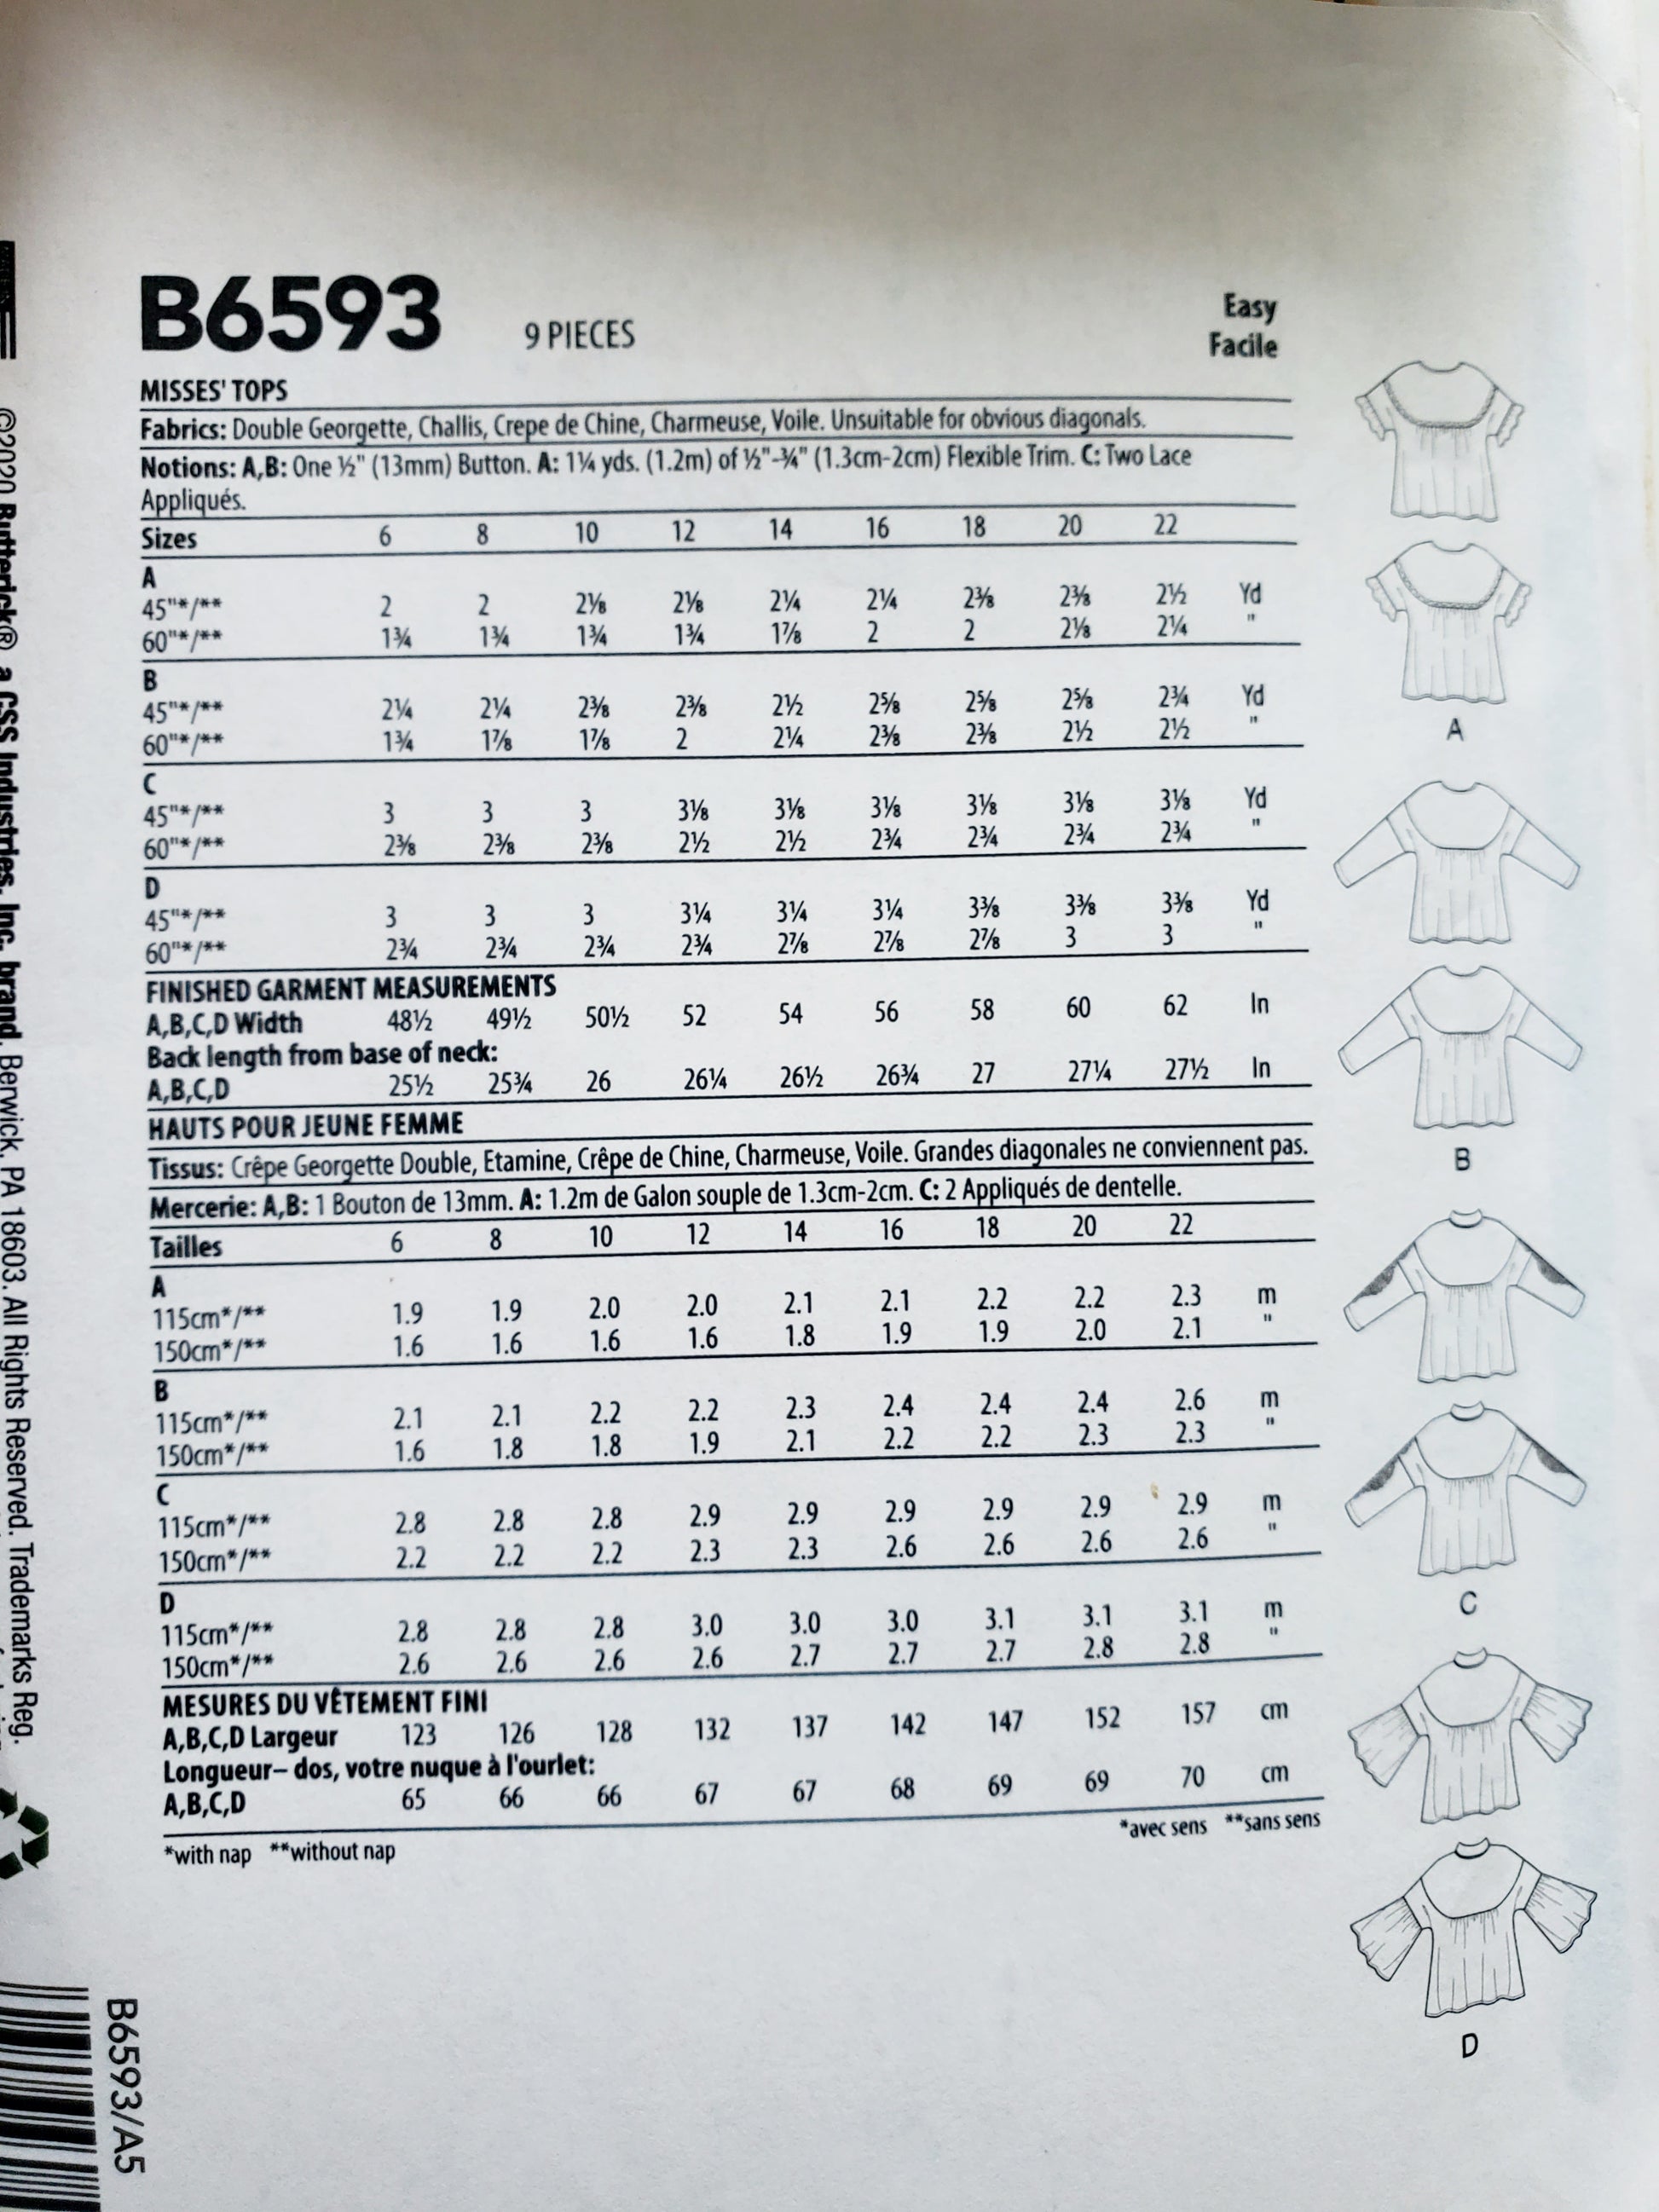 B6593 9 PIECES Easy
Facile
MISSES' TOPS
Fabrics: Double Georgette, Challis, Crepe de Chine, Charmeuse, Voile. Unsuitable for obvious diagonals.
Notions: A,B: One ½" (13mm) Button. A: 1¼ yds. (1.2m) of ½"-¾" (1.3cm-2cm) Flexible Trim. C: Two Lace
Appliqués.
Sizes 6 8 10 12 14 16 18 20 22
A
45"*/** 2 2 2⅛ 2⅛ 2¼ 2¼ 2⅜ 2⅜ 2½ Yd
60"*/** 1¾ 1¾ 1¾ 1¾ 1⅞ 2 2 2⅛ 2¼ "
B
45"*/** 2¼ 2¼ 2⅜ 2⅜ 2½ 2⅝ 2⅝ 2⅝ 2¾ Yd
60"*/** 1¾ 1⅞ 1⅞ 2 2¼ 2⅜ 2⅜ 2½ 2½ "
C
45"*/** 3 3 3 3⅛ 3⅛ 3⅛ 3⅛ 3⅛ 3⅛ Yd
60"*/** 2⅜ 2⅜ 2⅜ 2½ 2½ 2¾ 2¾ 2¾ 2¾ "
D
45"*/** 3 3 3 3¼ 3¼ 3¼ 3⅜ 3⅜ 3⅜ Yd
60"*/** 2¾ 2¾ 2¾ 2¾ 2⅞ 2⅞ 2⅞ 3 3 "
FINISHED GARMENT MEASUREMENTS
A,B,C,D Width 48½ 49½ 50½ 52 54 56 58 60 62 In
Back length from base of neck:
A,B,C,D 25½ 25¾ 26 26¼ 26½ 26¾ 27 27¼ 27½ In
HAUTS POUR JEUNE FEMME
Tissus: Crêpe Georgette Double, Etamine, Crêpe de Chine, Charmeuse, Voile. Grandes diagonales ne conviennent pas.
Mercerie: A,B: 1 Bouton de 13mm. A: 1.2m de Galon souple de 1.3cm-2cm. C: 2 Appliqués de dentelle.
Tailles 6 8 10 12 14 16 18 20 22
A
115cm*/** 1.9 1.9 2.0 2.0 2.1 2.1 2.2 2.2 2.3 m
150cm*/** 1.6 1.6 1.6 1.6 1.8 1.9 1.9 2.0 2.1 "
B
115cm*/** 2.1 2.1 2.2 2.2 2.3 2.4 2.4 2.4 2.6 m
150cm*/** 1.6 1.8 1.8 1.9 2.1 2.2 2.2 2.3 2.3 "
C
115cm*/** 2.8 2.8 2.8 2.9 2.9 2.9 2.9 2.9 2.9 m
150cm*/** 2.2 2.2 2.2 2.3 2.3 2.6 2.6 2.6 2.6 "
D
115cm*/** 2.8 2.8 2.8 3.0 3.0 3.0 3.1 3.1 3.1 m
150cm*/** 2.6 2.6 2.6 2.6 2.7 2.7 2.7 2.8 2.8 "
MESURES DU VÊTEMENT FINI
A,B,C,D Largeur 123 126 128 132 137 142 147 152 157 cm
Longueur– dos, votre nuque à l'ourlet:
A,B,C,D 65 66 66 67 67 68 69 69 70 cm
*with nap **without nap *avec sens **sans sens
A
B
C
D
©2020 Butterick® a CSS Industries, Inc. brand. Berwick, PA 18603. All Rights Reserved. Trademarks Reg.
B6593/A5